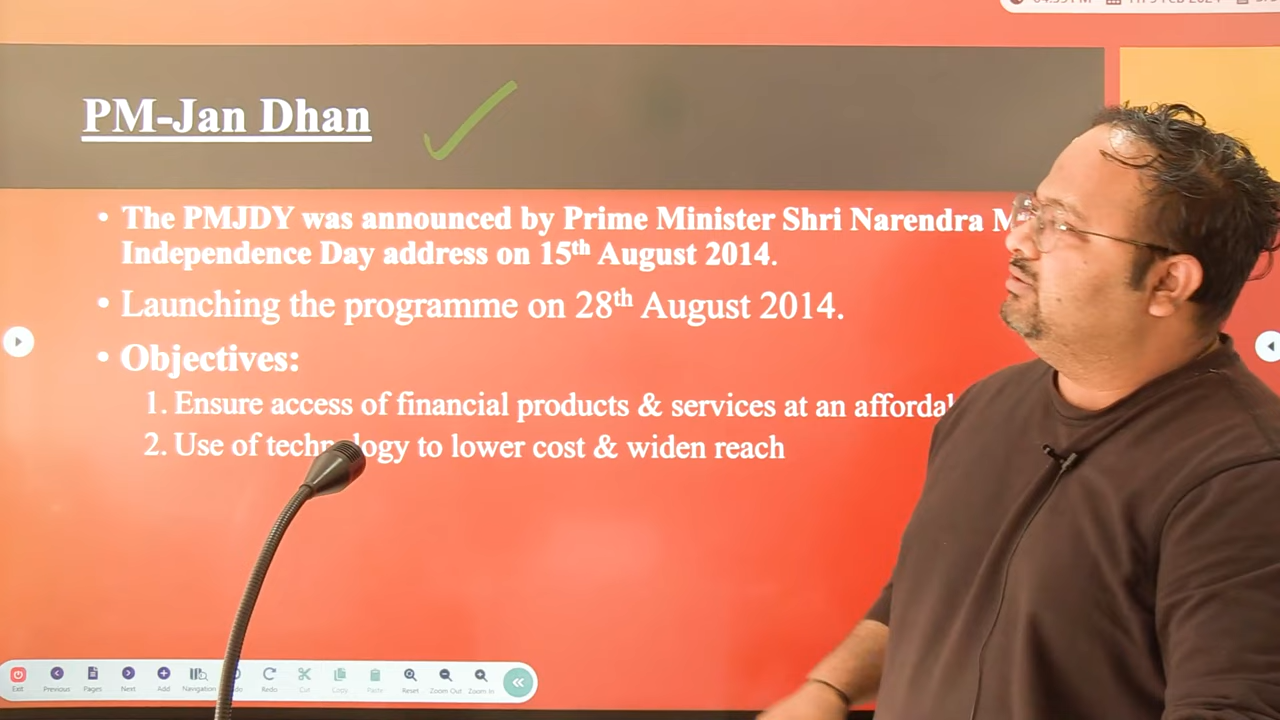 PM-Jan Dhan
• The PMJDY was announced by Prime Minister Shri Narendra
Independence Day address on 15th August 2014.
• Launching the programme on 28th August 2014.
• Objectives:
1. Ensure access of financial products & services at an
2. Use of technology to lower cost & widen reach
Exit Previous Pages Next Add Navigation Redo Cut Copy Paste Reset Zoom Out Zoom In